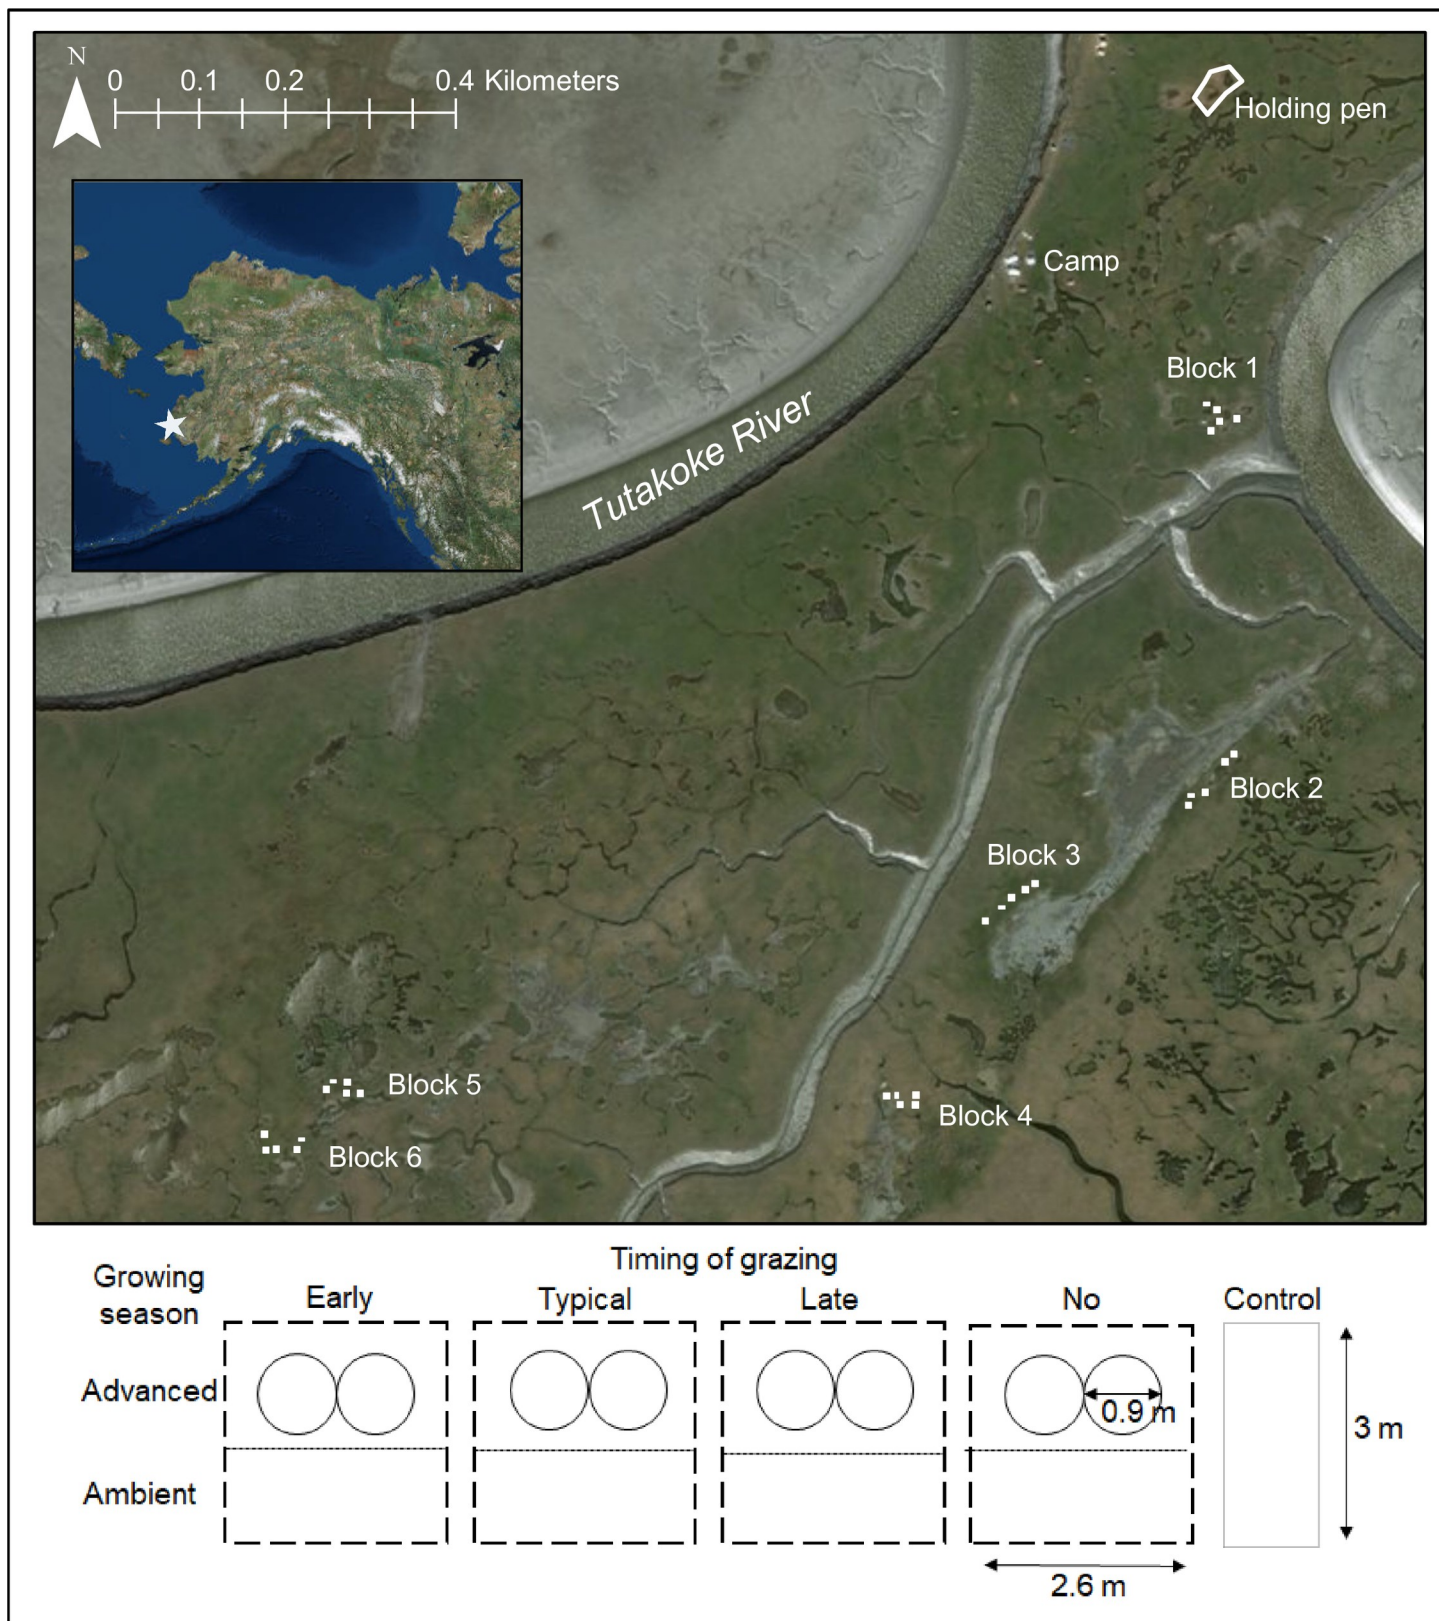 N
0 0.1 0.2 0.4 Kilometers
Holding pen
Camp
Block 1
Tutakoke River
Block 2
Block 3
Block 5
Block 4
Block 6
Timing of grazing
Growing season
Early Typical Late No Control
Advanced
0.9 m
3 m
Ambient
2.6 m